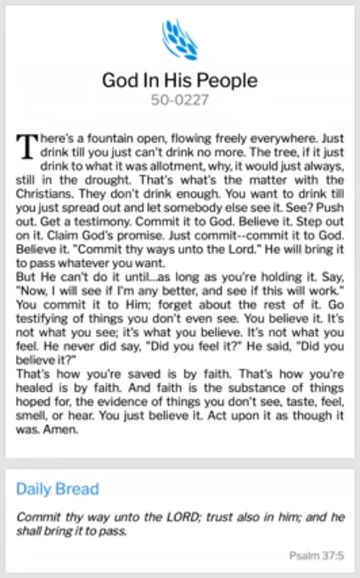 God In His People
50-0227
There's a fountain open, flowing freely everywhere. Just
drink till you just can't drink no more. The tree, if it just
drink to what it was allotment, why, it would just always,
still in the drought. That's what's the matter with the
Christians. They don't drink enough. You want to drink till
you just spread out and let somebody else see it. See? Push
out. Get a testimony. Commit it to God. Believe it. Step out
on it. Claim God's promise. Just commit--commit it to God.
Believe it. "Commit thy ways unto the Lord." He will bring it
to pass whatever you want.
But He can't do it until...as long as you're holding it. Say,
"Now, I will see if I'm any better, and see if this will work."
You commit it to Him; forget about the rest of it. Go
testifying of things you don't even see. You believe it. It's
not what you see; it's what you believe. It's not what you
feel. He never did say, "Did you feel it?" He said, "Did you
believe it?"
That's how you're saved is by faith. That's how you're
healed is by faith. And faith is the substance of things
hoped for, the evidence of things you don't see, taste, feel,
smell, or hear. You just believe it. Act upon it as though it
was. Amen.
Daily Bread
Commit thy way unto the LORD; trust also in him; and he
shall bring it to pass.
Psalm 37:5